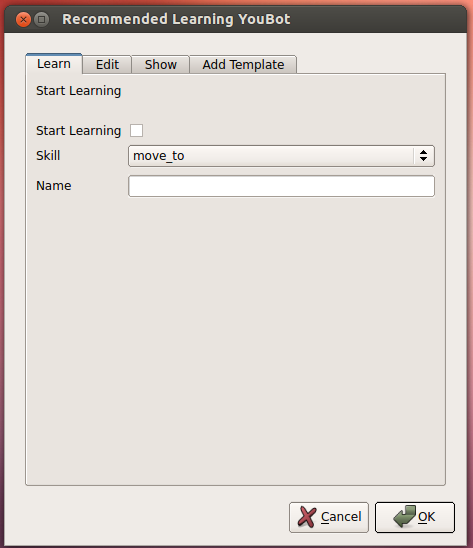 Recommended Learning YouBot
Learn Edit Show Add Template
Start Learning
Start Learning
Skill move_to
Name
Cancel OK